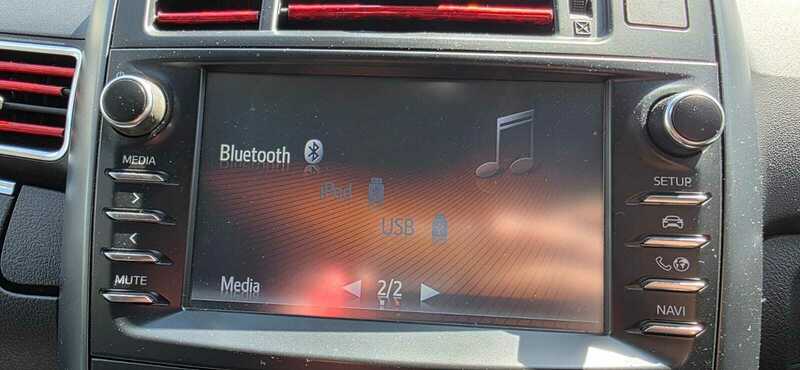 MEDIA
>
<
MUTE
Bluetooth
iPod
USB
Media
2/2
SETUP
NAVI